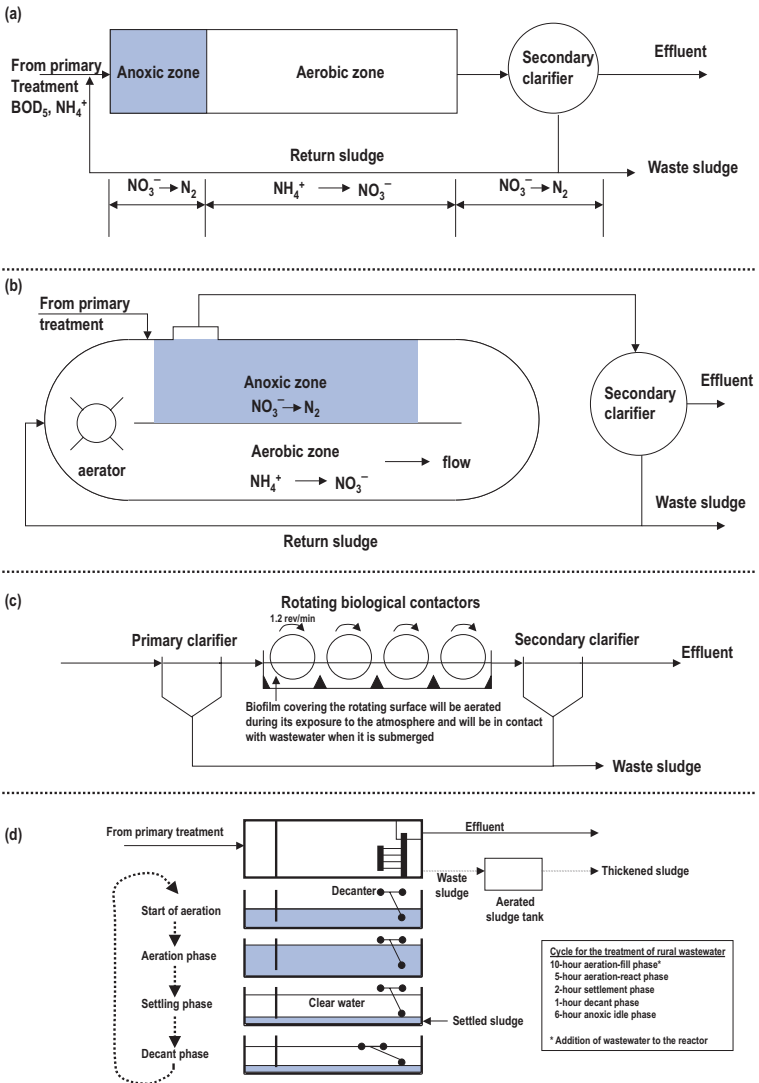 (a)
From primary
Treatment
BOD₅, NH₄⁺
Anoxic zone
Aerobic zone
Secondary
clarifier
Effluent
Return sludge
Waste sludge
NO₃⁻ → N₂
NH₄⁺ → NO₃⁻
NO₃⁻ → N₂
(b)
From primary
treatment
Anoxic zone
NO₃⁻ → N₂
aerator
Aerobic zone
NH₄⁺ → NO₃⁻
flow
Secondary
clarifier
Effluent
Waste sludge
Return sludge
(c)
Rotating biological contactors
1.2 rev/min
Primary clarifier
Secondary clarifier
Effluent
Biofilm covering the rotating surface will be aerated
during its exposure to the atmosphere and will be in contact
with wastewater when it is submerged
Waste sludge
(d)
From primary treatment
Effluent
Waste
sludge
Aerated
sludge tank
Thickened sludge
Decanter
Start of aeration
Aeration phase
Settling phase
Clear water
Settled sludge
Decant phase
Cycle for the treatment of rural wastewater
10-hour aeration-fill phase*
5-hour aeration-react phase
2-hour settlement phase
1-hour decant phase
6-hour anoxic idle phase
* Addition of wastewater to the reactor